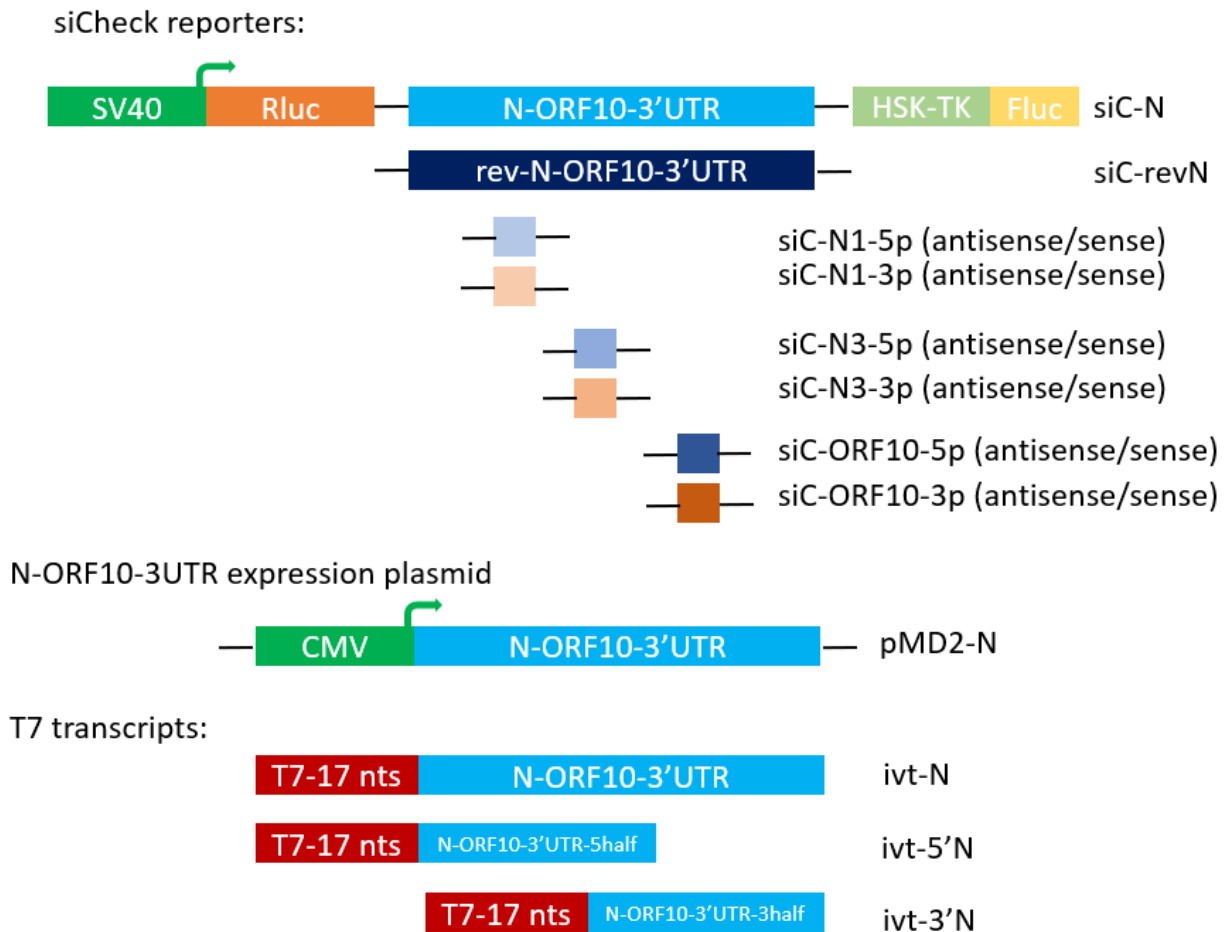 siCheck reporters:
SV40 Rluc N-ORF10-3'UTR HSK-TK Fluc siC-N
rev-N-ORF10-3'UTR siC-revN
siC-N1-5p (antisense/sense)
siC-N1-3p (antisense/sense)
siC-N3-5p (antisense/sense)
siC-N3-3p (antisense/sense)
siC-ORF10-5p (antisense/sense)
siC-ORF10-3p (antisense/sense)
N-ORF10-3UTR expression plasmid
CMV N-ORF10-3'UTR pMD2-N
T7 transcripts:
T7-17 nts N-ORF10-3'UTR ivt-N
T7-17 nts N-ORF10-3'UTR-5half ivt-5'N
T7-17 nts N-ORF10-3'UTR-3half ivt-3'N